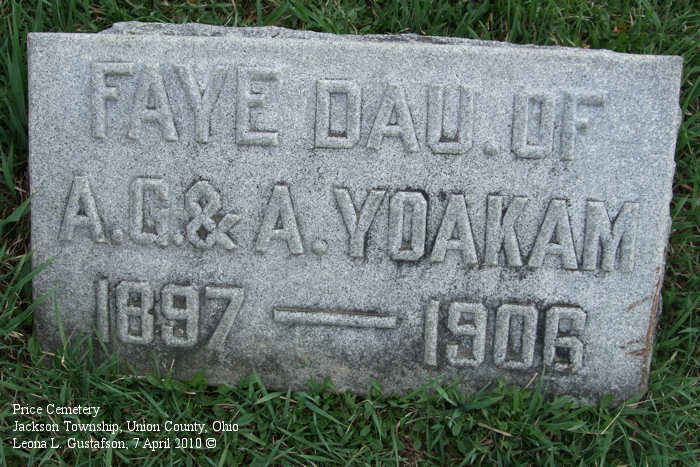 FAYE DAU. OF
A.G. & A. YOAKAM
1897 — 1906
Price Cemetery
Jackson Township, Union County, Ohio
Leona L. Gustafson, 7 April 2010 ©